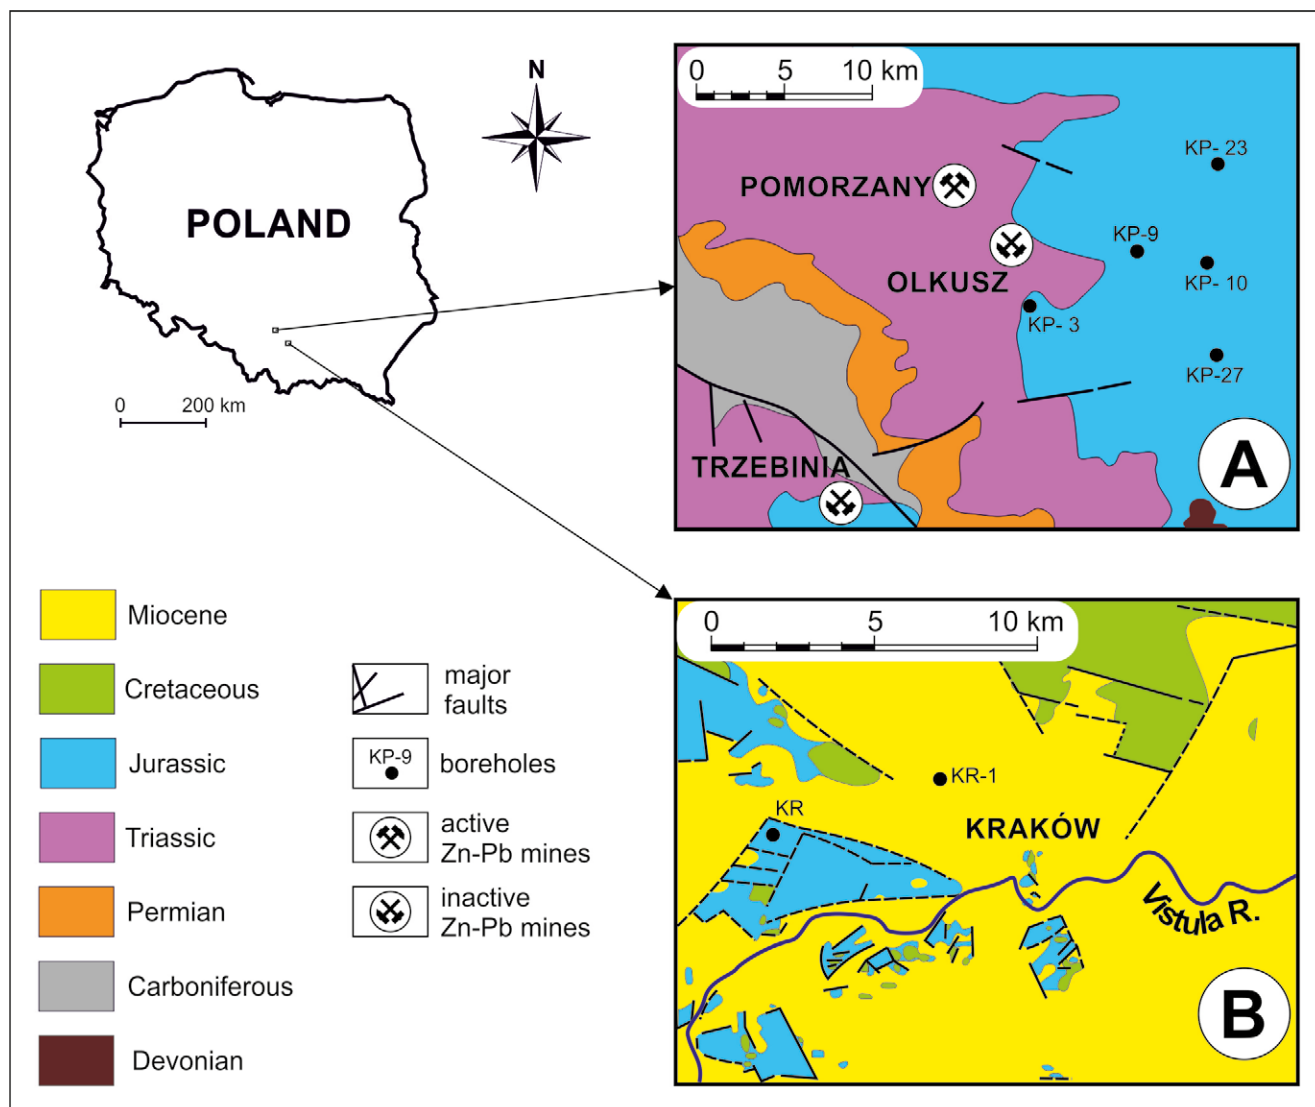 N
POLAND
0 200 km
0 5 10 km
KP- 23
POMORZANY
KP-9
OLKUSZ
KP- 10
KP- 3
KP-27
TRZEBINIA
A
Miocene
Cretaceous
Jurassic
Triassic
Permian
Carboniferous
Devonian
major
faults
KP-9
boreholes
active
Zn-Pb mines
inactive
Zn-Pb mines
0 5 10 km
KR-1
KR
KRAKÓW
Vistula R.
B